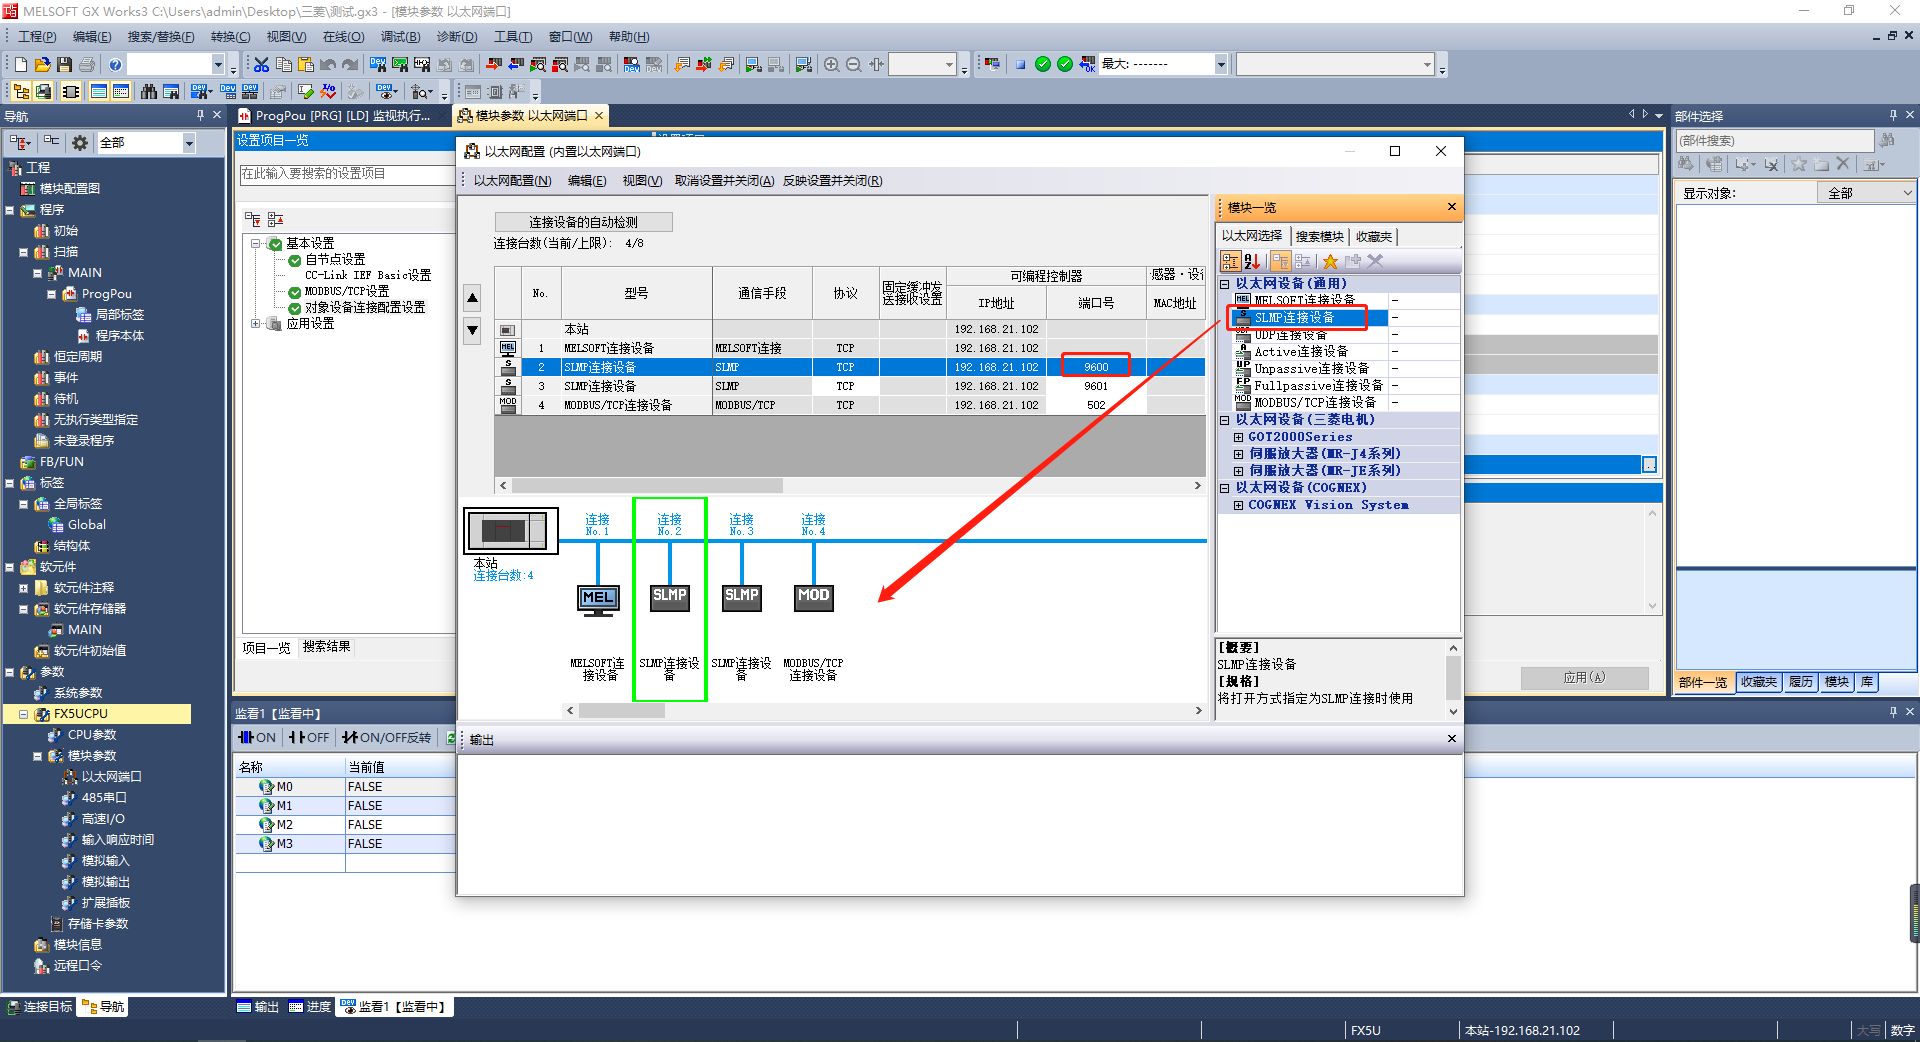 MELSOFT GX Works3 C:\Users\admin\Desktop\三菱\测试.gx3 - [模块参数 以太网端口]
工程(P) 编辑(E) 搜索/替换(F) 转换(C) 视图(V) 在线(O) 调试(B) 诊断(D) 工具(T) 窗口(W) 帮助(H)
最大: -------
导航
全部
工程
模块配置图
程序
初始
扫描
MAIN
ProgPou
局部标签
程序本体
恒定周期
事件
待机
无执行类型指定
未登录程序
FB/FUN
标签
全局标签
Global
结构体
软元件
软元件注释
软元件存储器
MAIN
软元件初始值
参数
系统参数
FX5UCPU
CPU参数
模块参数
以太网端口
485串口
高速I/O
输入响应时间
模拟输入
模拟输出
扩展插板
存储卡参数
模块信息
远程口令
连接目标 导航
ProgPou [PRG] [LD] 监视执行...
模块参数 以太网端口
设置项目一览
在此输入要搜索的设置项目
基本设置
自节点设置
CC-Link IEF Basic设置
MODBUS/TCP设置
对象设备连接配置设置
应用设置
项目一览 搜索结果
应用(A)
以太网配置 (内置以太网端口)
以太网配置(N) 编辑(E) 视图(V) 取消设置并关闭(A) 反映设置并关闭(R)
连接设备的自动检测
连接台数(当前/上限): 4/8
No. 型号 通信手段 协议 固定缓冲发送接收设置 可编程控制器 感器・设
IP地址 端口号 MAC地址
本站 192.168.21.102
1 MELSOFT连接设备 MELSOFT连接 TCP 192.168.21.102
2 SLMP连接设备 SLMP TCP 192.168.21.102 9600
3 SLMP连接设备 SLMP TCP 192.168.21.102 9601
4 MODBUS/TCP连接设备 MODBUS/TCP TCP 192.168.21.102 502
连接 No.1
连接 No.2
连接 No.3
连接 No.4
本站
连接台数:4
MEL
SLMP
SLMP
MOD
MELSOFT连接设备
SLMP连接设备
SLMP连接设备
MODBUS/TCP连接设备
模块一览
以太网选择 搜索模块 收藏夹
以太网设备(通用)
MELSOFT连接设备 -
SLMP连接设备 -
UDP连接设备 -
Active连接设备 -
Unpassive连接设备 -
Fullpassive连接设备 -
MODBUS/TCP连接设备 -
以太网设备(三菱电机)
GOT2000Series
伺服放大器(MR-J4系列)
伺服放大器(MR-JE系列)
以太网设备(COGNEX)
COGNEX Vision System
[概要]
SLMP连接设备
[规格]
将打开方式指定为SLMP连接时使用
输出
监看1【监看中】
ON OFF ON/OFF反转
名称 当前值
M0 FALSE
M1 FALSE
M2 FALSE
M3 FALSE
输出 进度 监看1【监看中】
部件选择
(部件搜索)
显示对象: 全部
部件一览 收藏夹 履历 模块 库
FX5U 本站-192.168.21.102 大写 数字